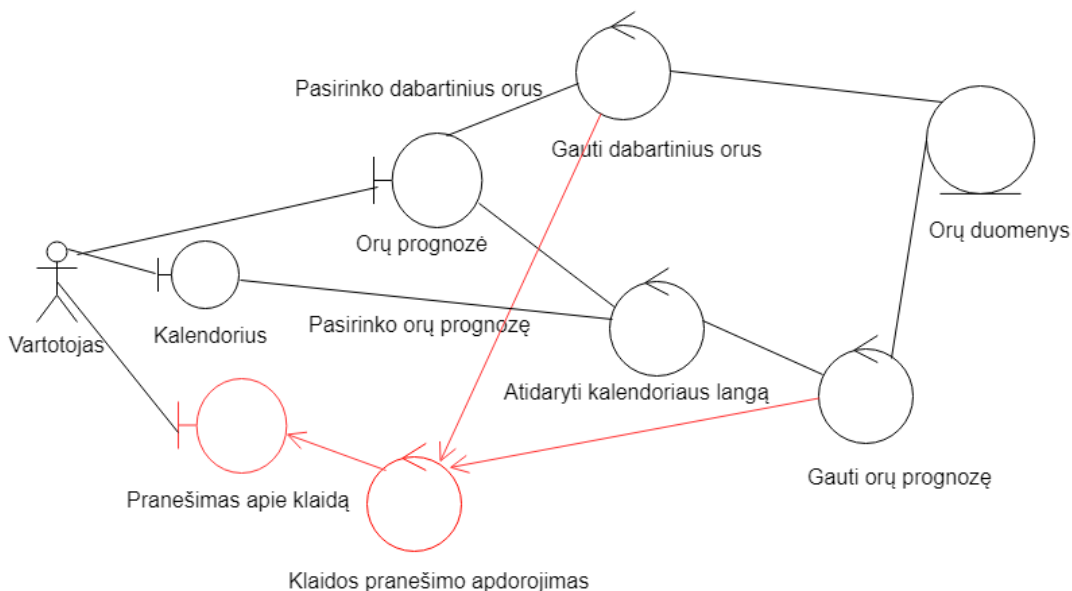 Pasirinko dabartinius orus
Gauti dabartinius orus
Orų prognozė
Orų duomenys
Kalendorius
Pasirinko orų prognozę
Vartotojas
Atidaryti kalendoriaus langą
Gauti orų prognozę
Pranešimas apie klaidą
Klaidos pranešimo apdorojimas